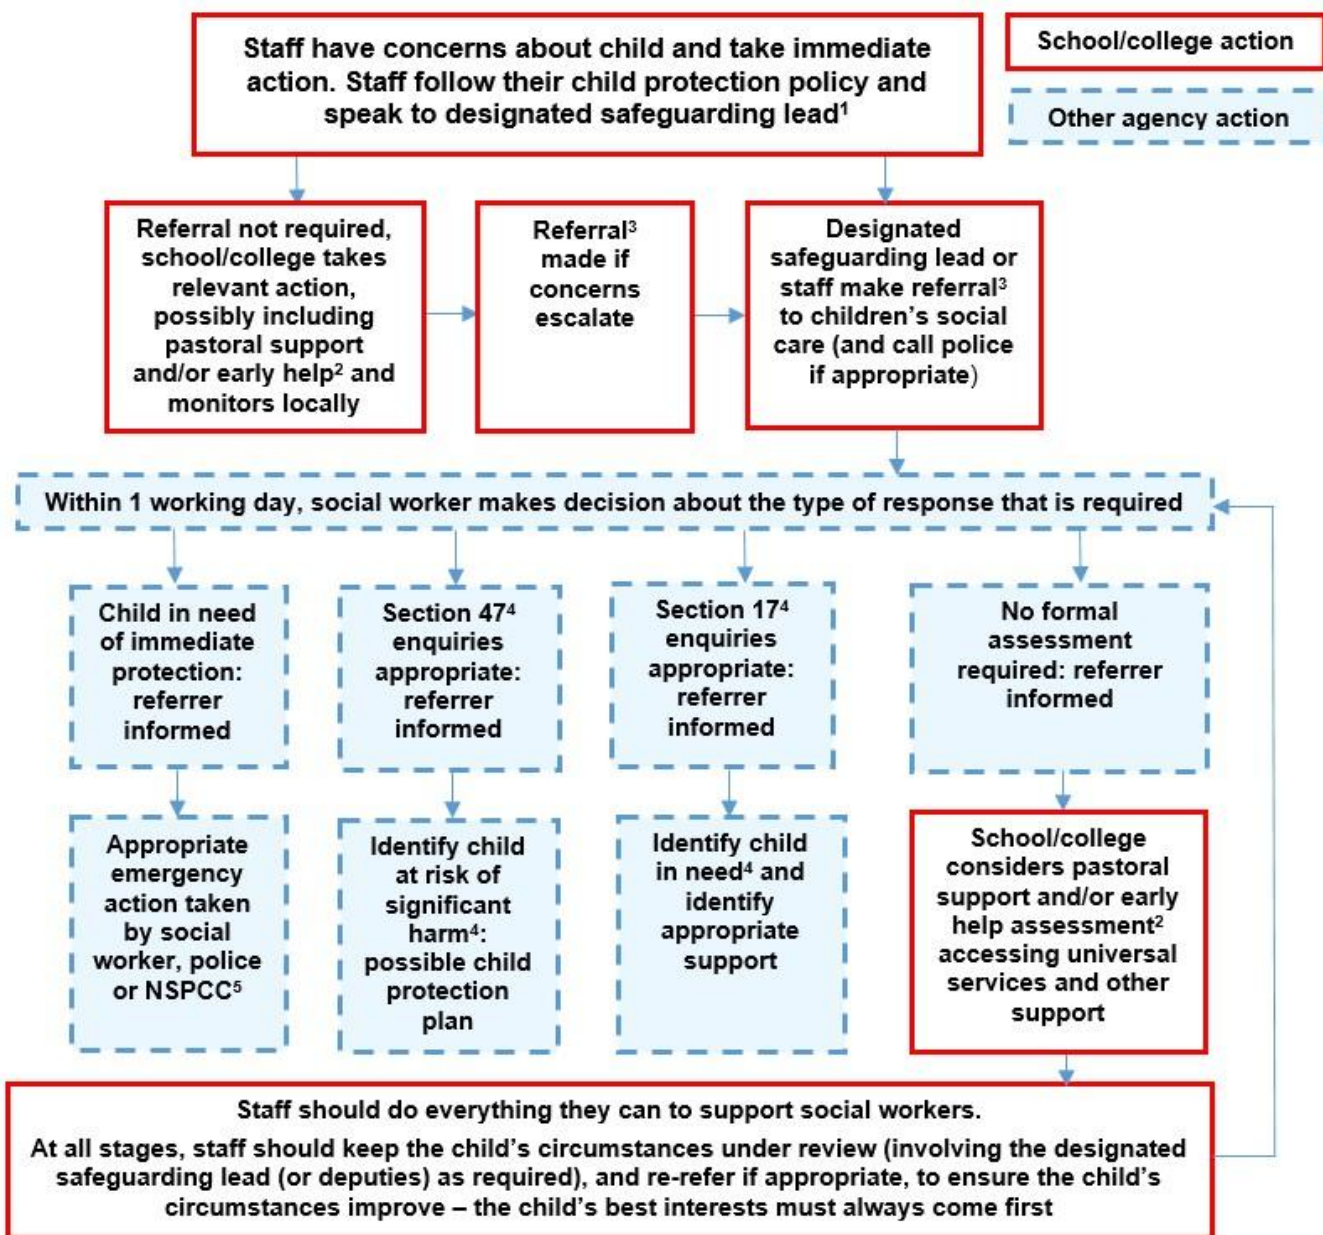 Staff have concerns about child and take immediate
action. Staff follow their child protection policy and
speak to designated safeguarding lead¹
School/college action
Other agency action
Referral not required,
school/college takes
relevant action,
possibly including
pastoral support
and/or early help² and
monitors locally
Referral³
made if
concerns
escalate
Designated
safeguarding lead or
staff make referral³
to children's social
care (and call police
if appropriate)
Within 1 working day, social worker makes decision about the type of response that is required
Child in need
of immediate
protection:
referrer
informed
Section 47⁴
enquiries
appropriate:
referrer
informed
Section 17⁴
enquiries
appropriate:
referrer
informed
No formal
assessment
required: referrer
informed
Appropriate
emergency
action taken
by social
worker, police
or NSPCC⁵
Identify child
at risk of
significant
harm⁴:
possible child
protection
plan
Identify child
in need⁴ and
identify
appropriate
support
School/college
considers pastoral
support and/or early
help assessment²
accessing universal
services and other
support
Staff should do everything they can to support social workers.
At all stages, staff should keep the child's circumstances under review (involving the designated
safeguarding lead (or deputies) as required), and re-refer if appropriate, to ensure the child's
circumstances improve – the child's best interests must always come first